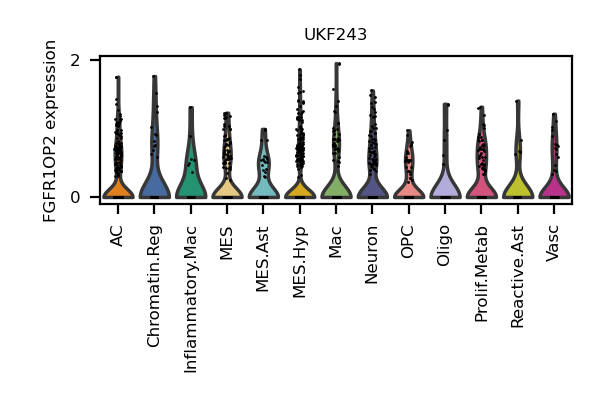 UKF243
FGFR1OP2 expression
2
0
AC
Chromatin.Reg
Inflammatory.Mac
MES
MES.Ast
MES.Hyp
Mac
Neuron
OPC
Oligo
Prolif.Metab
Reactive.Ast
Vasc